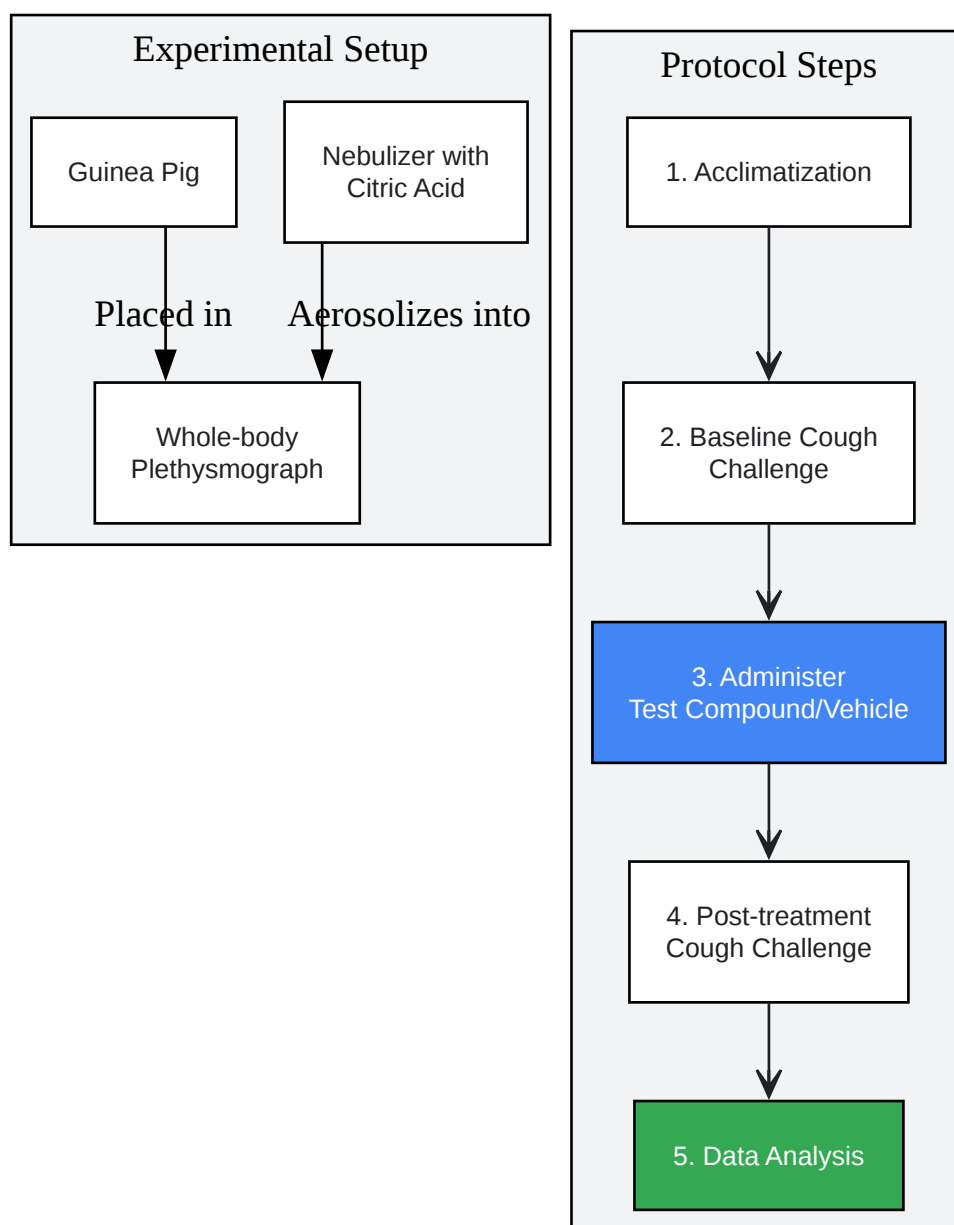 Experimental Setup
Guinea Pig
Nebulizer with
Citric Acid
Placed in
Aerosolizes into
Whole-body
Plethysmograph
Protocol Steps
1. Acclimatization
2. Baseline Cough
Challenge
3. Administer
Test Compound/Vehicle
4. Post-treatment
Cough Challenge
5. Data Analysis